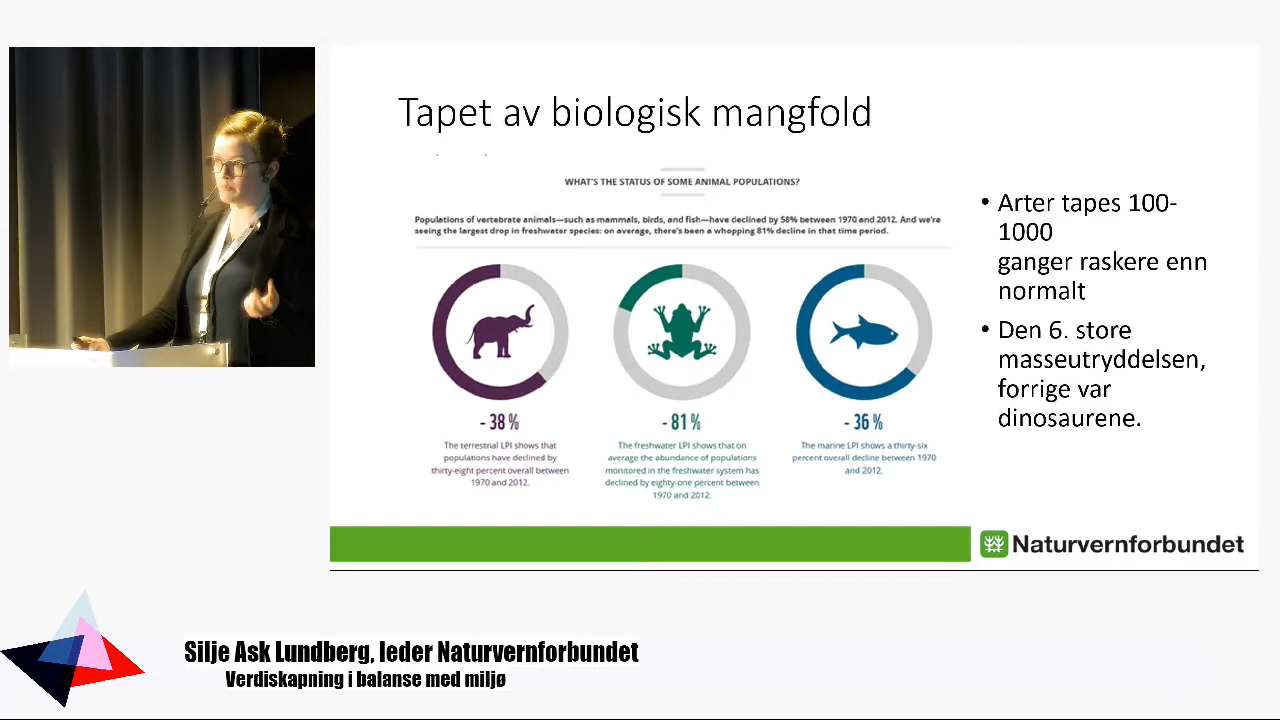 Tapet av biologisk mangfold
WHAT'S THE STATUS OF SOME ANIMAL POPULATIONS?
Populations of vertebrate animals—such as mammals, birds, and fish—have declined by 58% between 1970 and 2012. And we're
seeing the largest drop in freshwater species: on average, there's been a whopping 81% decline in that time period.
- 38 %
The terrestrial LPI shows that
populations have declined by
thirty-eight percent overall between
1970 and 2012.
- 81 %
The freshwater LPI shows that on
average the abundance of populations
monitored in the freshwater system has
declined by eighty-one percent between
1970 and 2012.
- 36 %
The marine LPI shows a thirty-six
percent overall decline between 1970
and 2012.
• Arter tapes 100-
1000
ganger raskere enn
normalt
• Den 6. store
masseutryddelsen,
forrige var
dinosaurene.
Naturvernforbundet
Silje Ask Lundberg, leder Naturvernforbundet
Verdiskapning i balanse med miljø